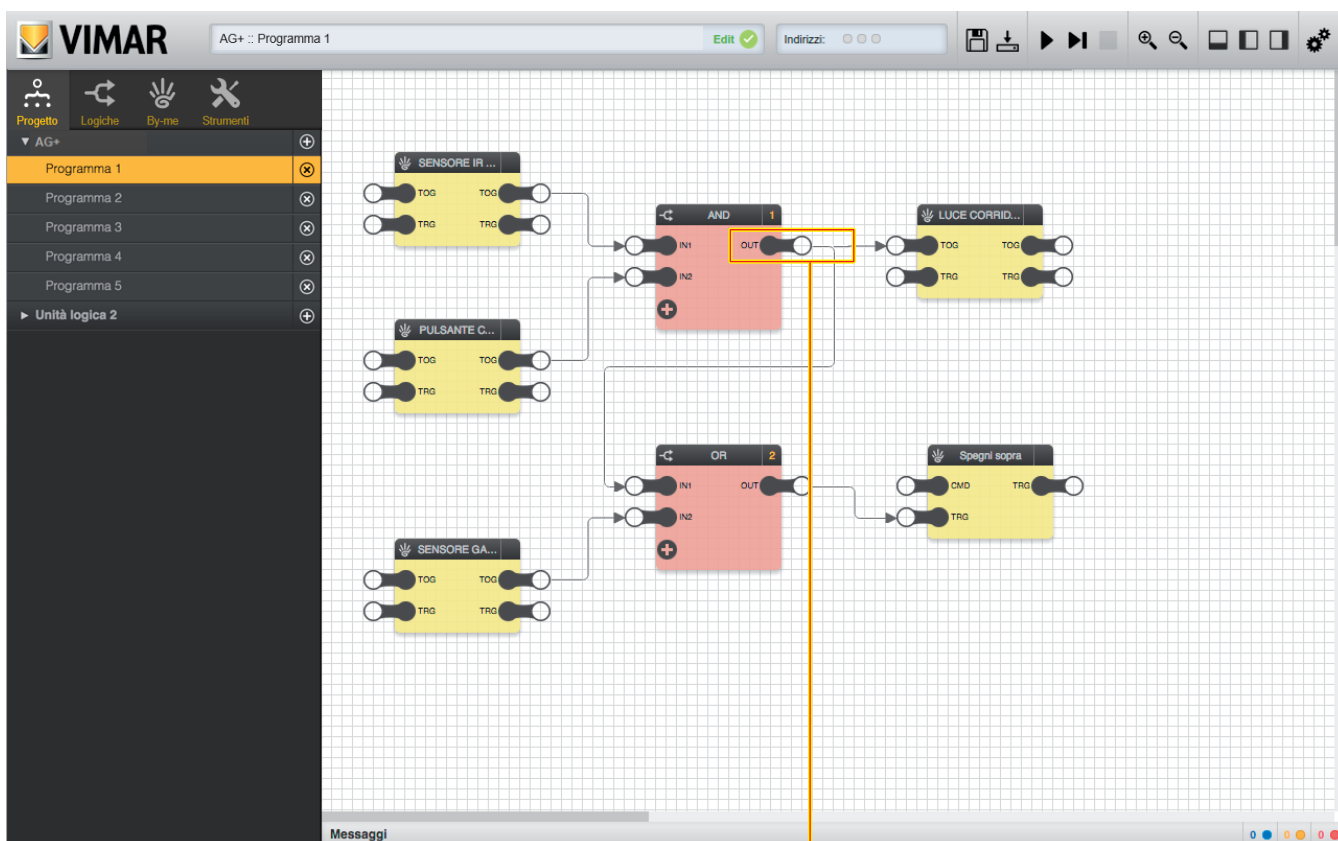 VIMAR
AG+ :: Programma 1
Edit
Indirizzi:
Progetto
Logiche
By-me
Strumenti
▼ AG+
Programma 1
Programma 2
Programma 3
Programma 4
Programma 5
► Unità logica 2
SENSORE IR ...
TOG TOG
TRG TRG
AND 1
IN1 OUT
IN2
LUCE CORRID...
TOG TOG
TRG TRG
PULSANTE C...
TOG TOG
TRG TRG
OR 2
IN1 OUT
IN2
Spegni sopra
CMD TRG
TRG
SENSORE GA...
TOG TOG
TRG TRG
Messaggi
0 0 0